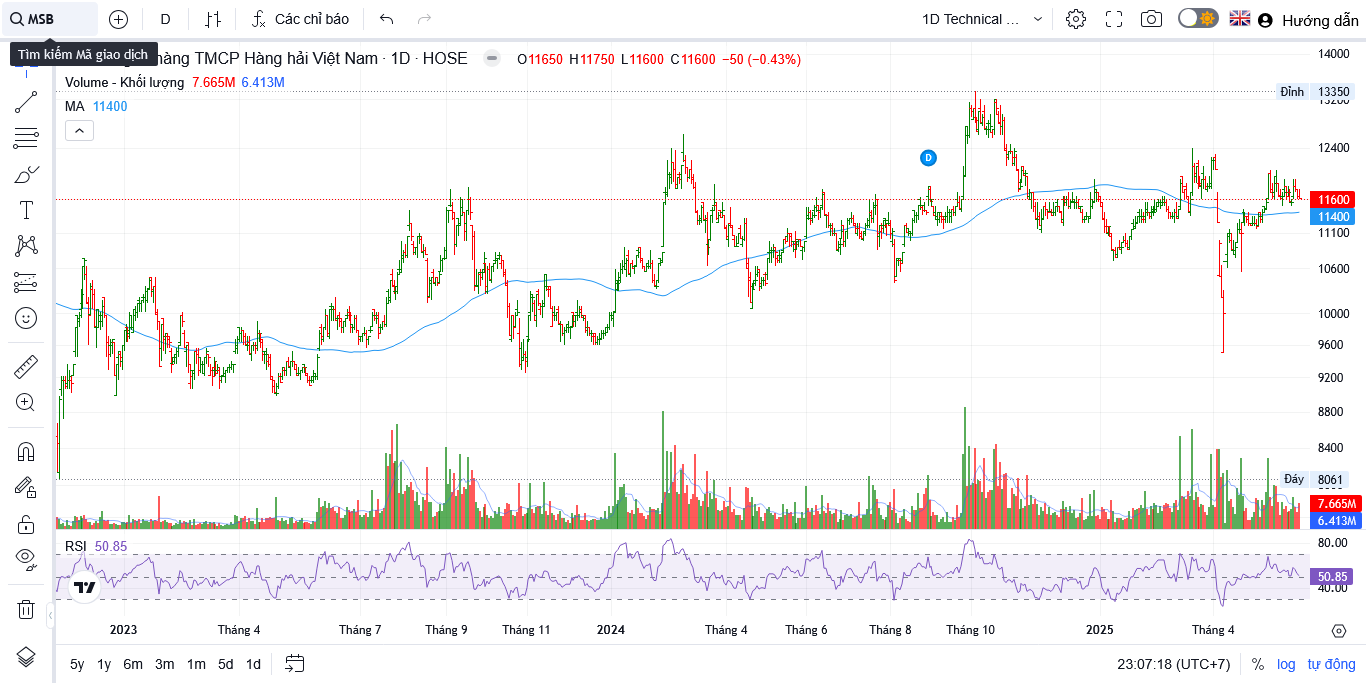 MSB
D
Các chỉ báo
1D Technical ...
Hướng dẫn
Tìm kiếm Mã giao dịch
hàng TMCP Hàng hải Việt Nam · 1D · HOSE
O11650 H11750 L11600 C11600 −50 (−0.43%)
Volume - Khối lượng 7.665M 6.413M
MA 11400
14000
Đỉnh 13350
13200
12400
D
11600
11400
11100
10600
10000
9600
9200
8800
8400
Đáy 8061
7.665M
6.413M
RSI 50.85
80.00
50.85
40.00
2023 Tháng 4 Tháng 7 Tháng 9 Tháng 11 2024 Tháng 4 Tháng 6 Tháng 8 Tháng 10 2025 Tháng 4
5y 1y 6m 3m 1m 5d 1d
23:07:18 (UTC+7) % log tự động